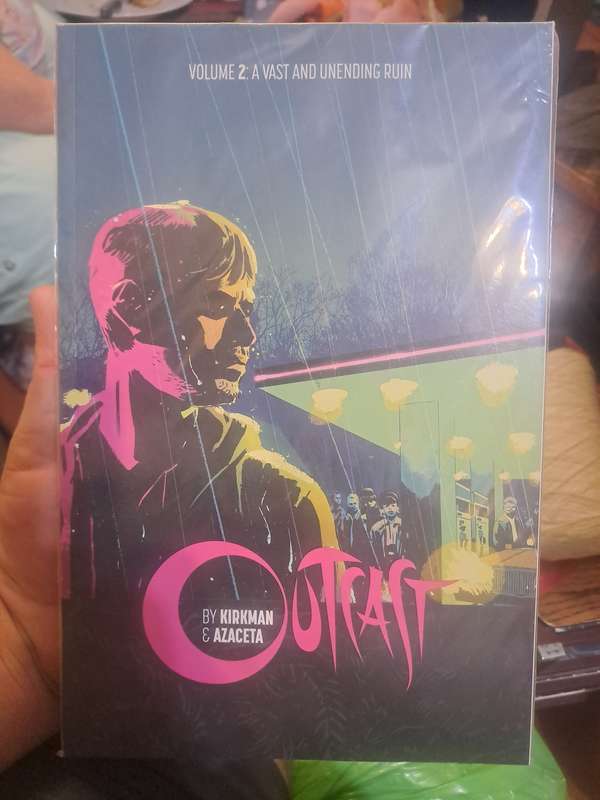 VOLUME 2: A VAST AND UNENDING RUIN
OUTCAST
BY KIRKMAN
& AZACETA